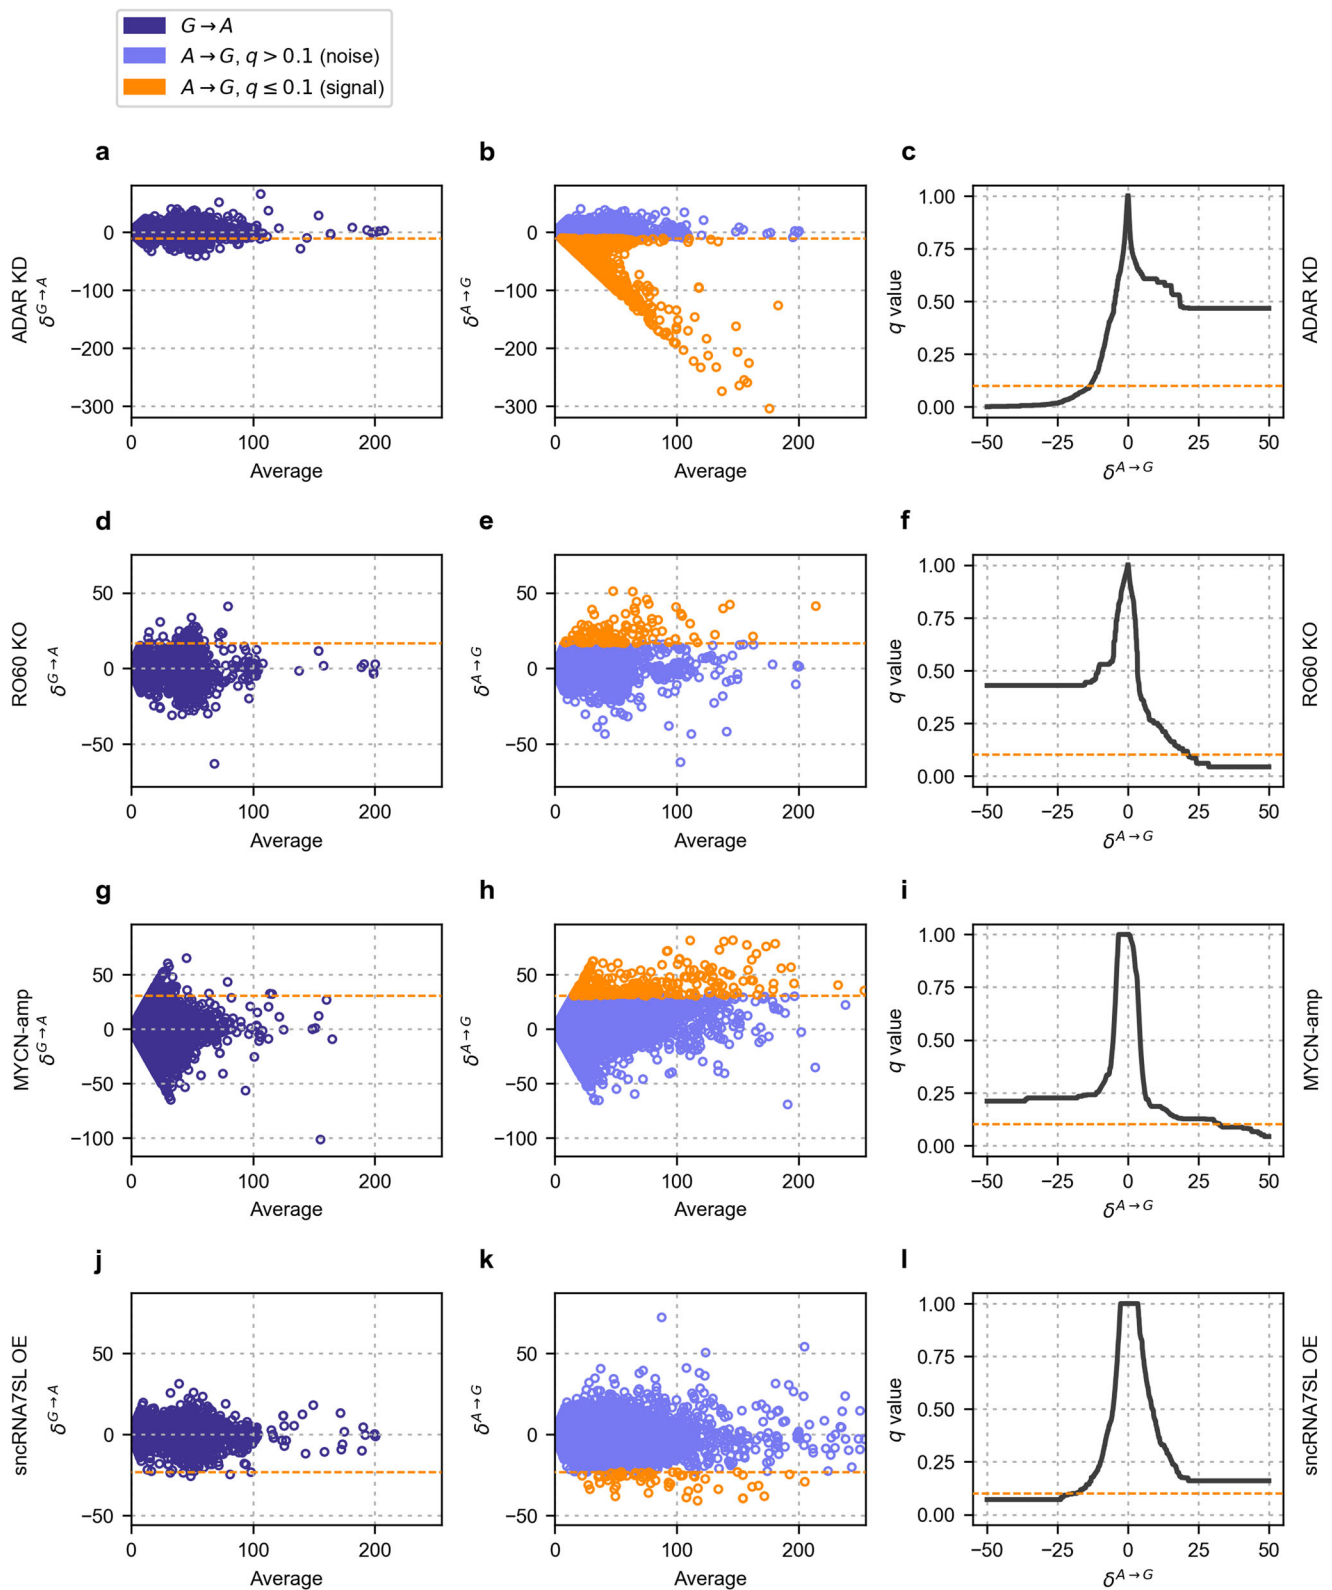 G → A
A → G, q > 0.1 (noise)
A → G, q ≤ 0.1 (signal)
a
b
c
ADAR KD
δ^{G→A}
0
−100
−200
−300
0 100 200
Average
δ^{A→G}
0
−100
−200
−300
0 100 200
Average
q value
1.00
0.75
0.50
0.25
0.00
−50 −25 0 25 50
δ^{A→G}
ADAR KD
d
e
f
RO60 KO
δ^{G→A}
50
0
−50
0 100 200
Average
δ^{A→G}
50
0
−50
0 100 200
Average
q value
1.00
0.75
0.50
0.25
0.00
−50 −25 0 25 50
δ^{A→G}
RO60 KO
g
h
i
MYCN-amp
δ^{G→A}
50
0
−50
−100
0 100 200
Average
δ^{A→G}
50
0
−50
−100
0 100 200
Average
q value
1.00
0.75
0.50
0.25
0.00
−50 −25 0 25 50
δ^{A→G}
MYCN-amp
j
k
l
sncRNA7SL OE
δ^{G→A}
50
0
−50
0 100 200
Average
δ^{A→G}
50
0
−50
0 100 200
Average
q value
1.00
0.75
0.50
0.25
0.00
−50 −25 0 25 50
δ^{A→G}
sncRNA7SL OE